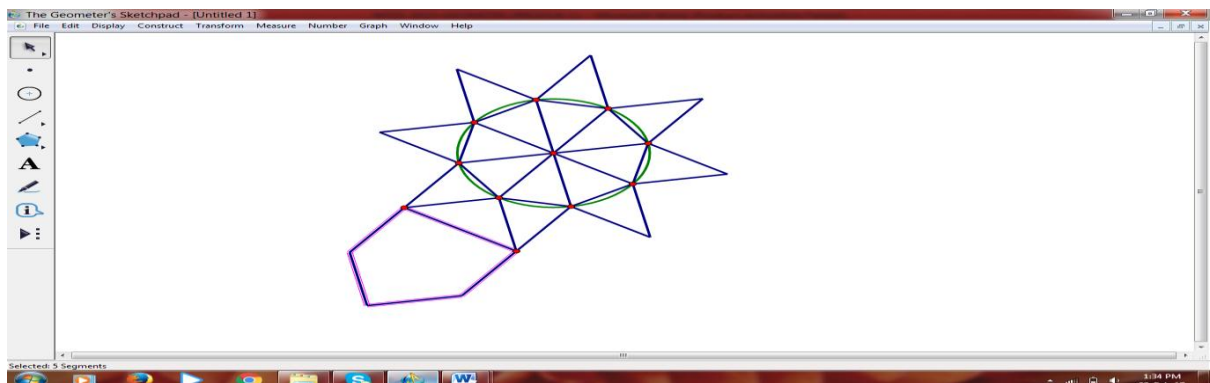 The Geometer's Sketchpad - [Untitled 1]
File Edit Display Construct Transform Measure Number Graph Window Help
A
Selected: 5 Segments
S
W
1:34 PM